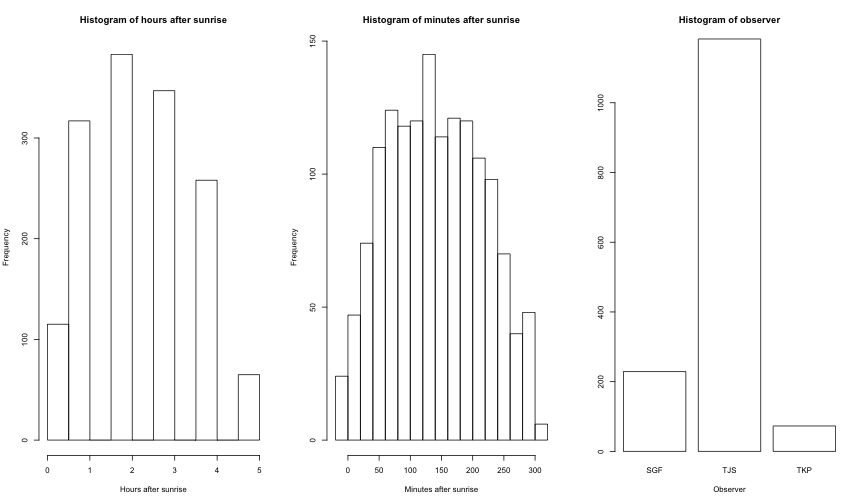 Histogram of hours after sunrise
Frequency
0
100
200
300
0 1 2 3 4 5
Hours after sunrise
Histogram of minutes after sunrise
Frequency
0
50
100
150
0 50 100 150 200 250 300
Minutes after sunrise
Histogram of observer
0
200
400
600
800
1000
SGF TJS TKP
Observer